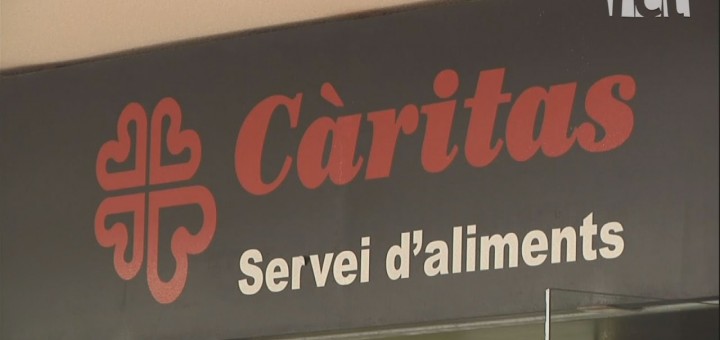 Càritas
Servei d'aliments